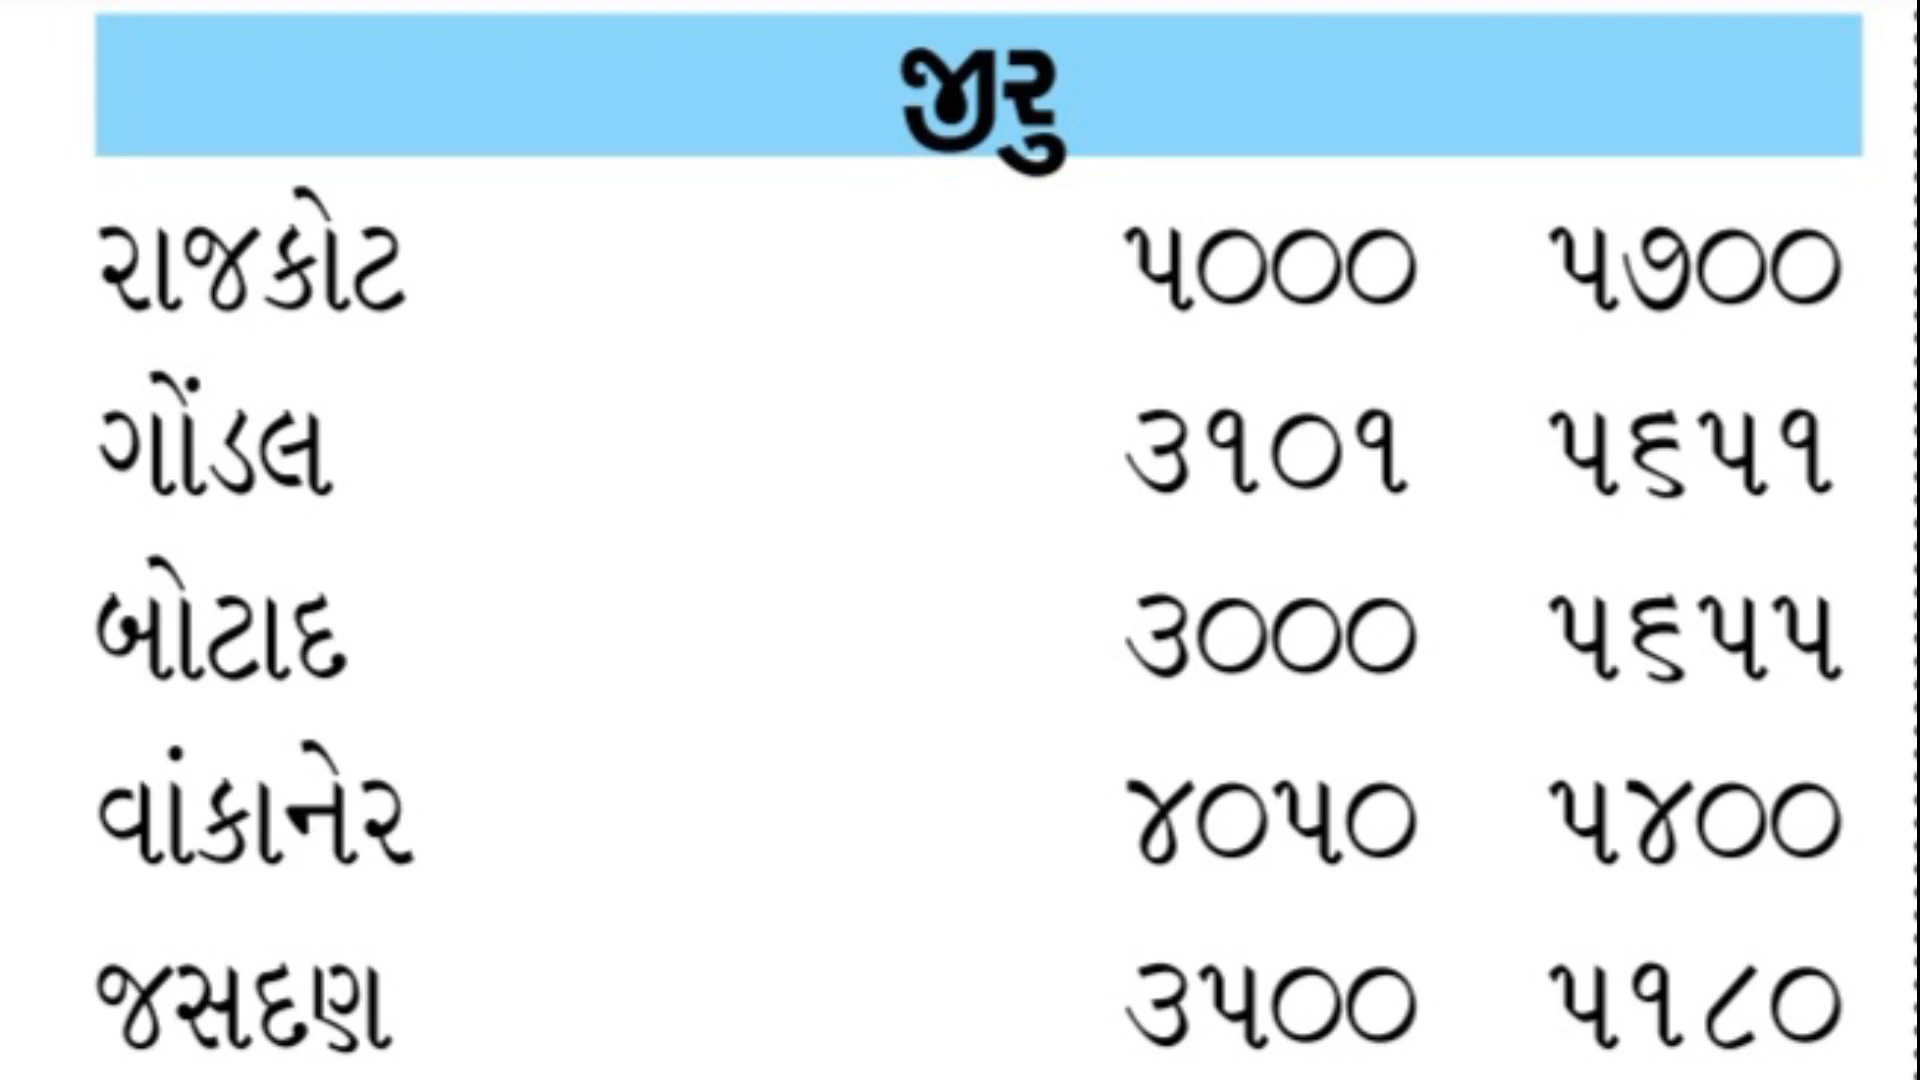 જીરુ
રાજકોટ ૫૦૦૦ ૫૭૦૦
ગોંડલ ૩૧૦૧ ૫૬૫૧
બોટાદ ૩૦૦૦ ૫૬૫૫
વાંકાનેર ૪૦૫૦ ૫૪૦૦
જસદણ ૩૫૦૦ ૫૧૮૦